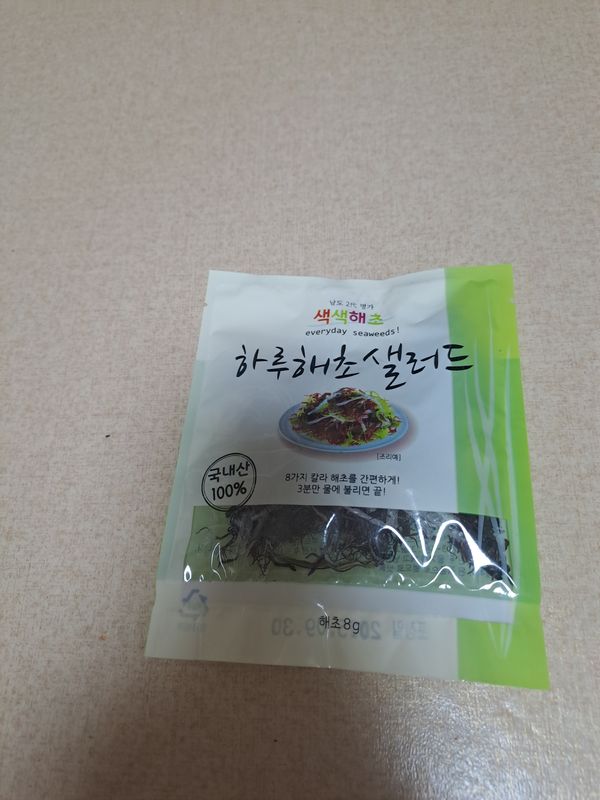 남도 2代 명가
색색해초
everyday seaweeds!
하루해초샐러드
[조리예]
국내산
100%
8가지 칼라 해초를 간편하게!
3분만 물에 불리면 끝!
해초8g